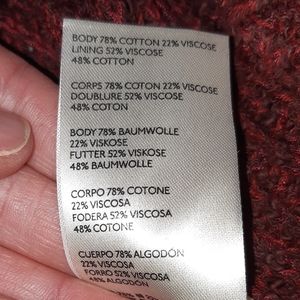 BODY 78% COTTON 22% VISCOSE
LINING 52% VISCOSE
48% COTTON
CORPS 78% COTON 22% VISCOSE
DOUBLURE 52% VISCOSE
48% COTON
BODY 78% BAUMWOLLE
22% VISKOSE
FUTTER 52% VISKOSE
48% BAUMWOLLE
CORPO 78% COTONE
22% VISCOSA
FODERA 52% VISCOSA
48% COTONE
CUERPO 78% ALGODÓN
22% VISCOSA
FORRO 52% VISCOSA
48% ALGODON